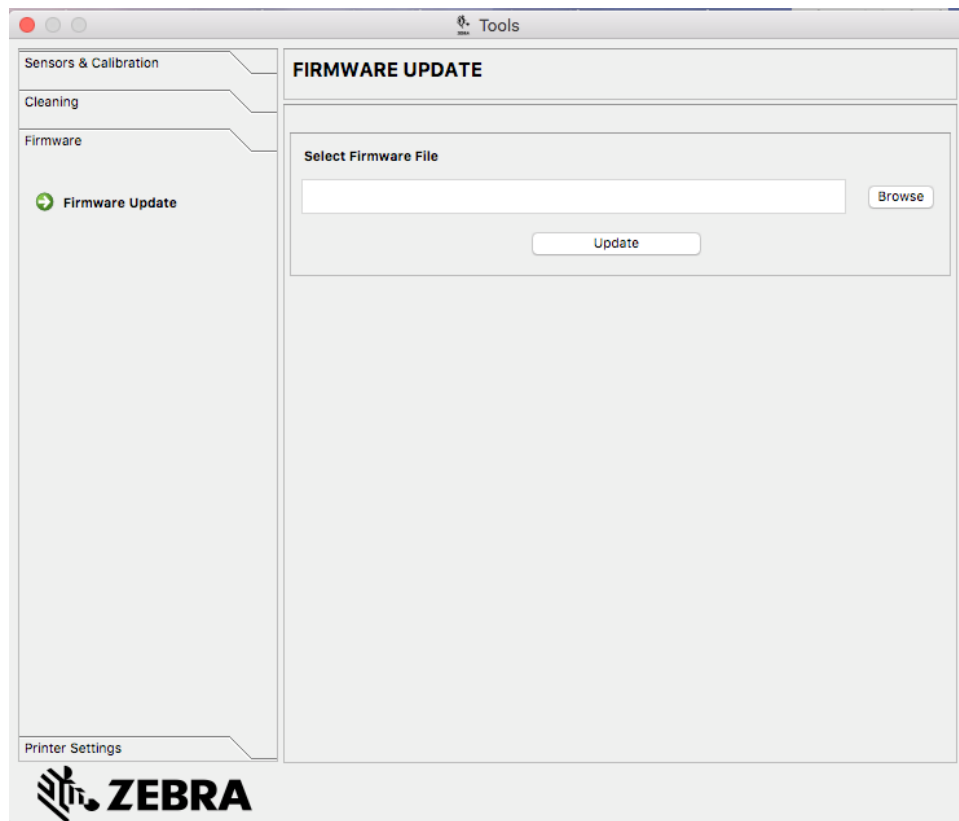 Tools
Sensors & Calibration
Cleaning
Firmware
Firmware Update
Printer Settings
ZEBRA
FIRMWARE UPDATE
Select Firmware File
Browse
Update